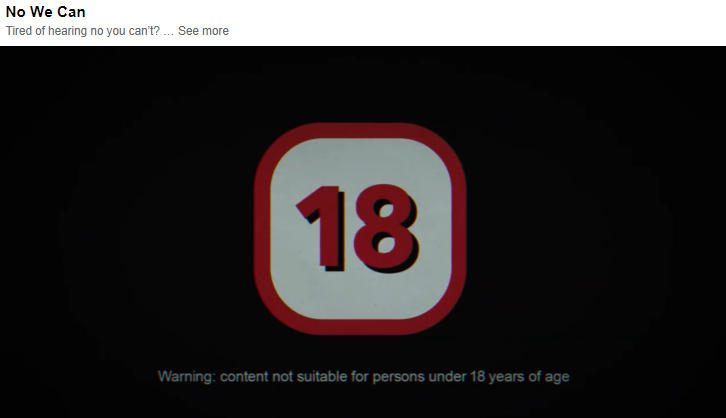 No We Can
Tired of hearing no you can't? ... See more
18
Warning: content not suitable for persons under 18 years of age